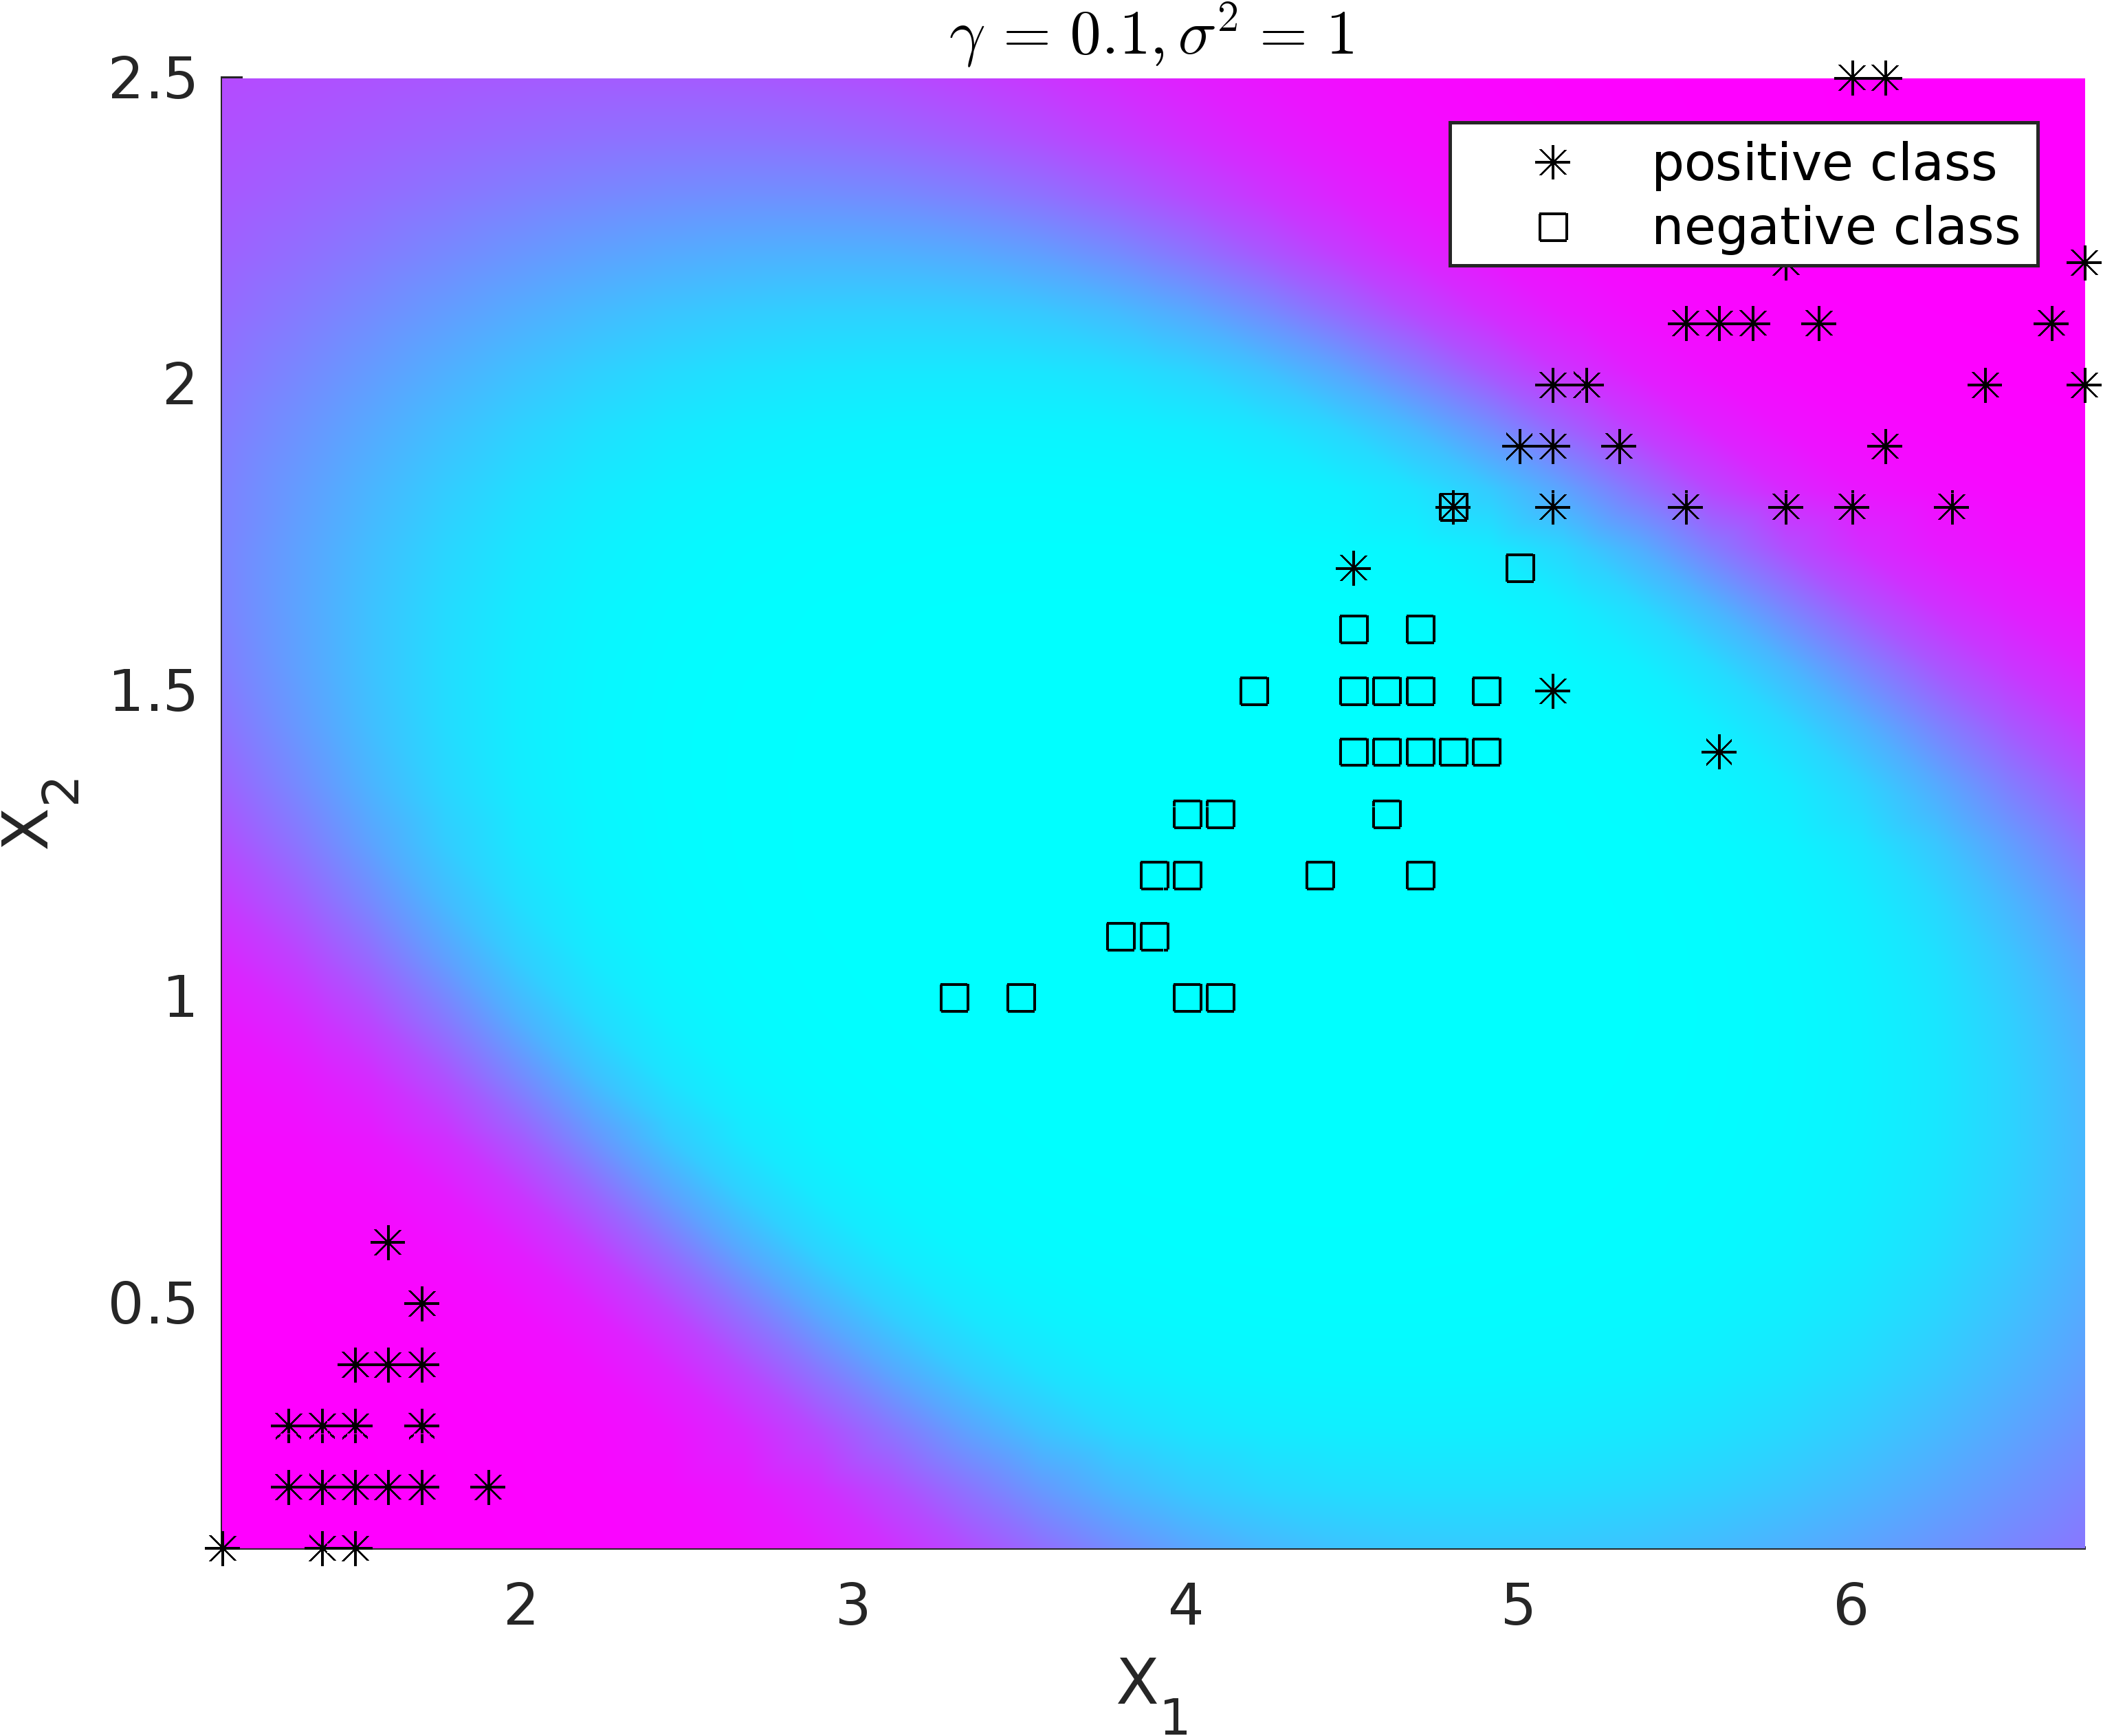 γ = 0.1, σ² = 1
2.5
2
1.5
1
0.5
positive class
negative class
X₂
2 3 4 5 6
X₁